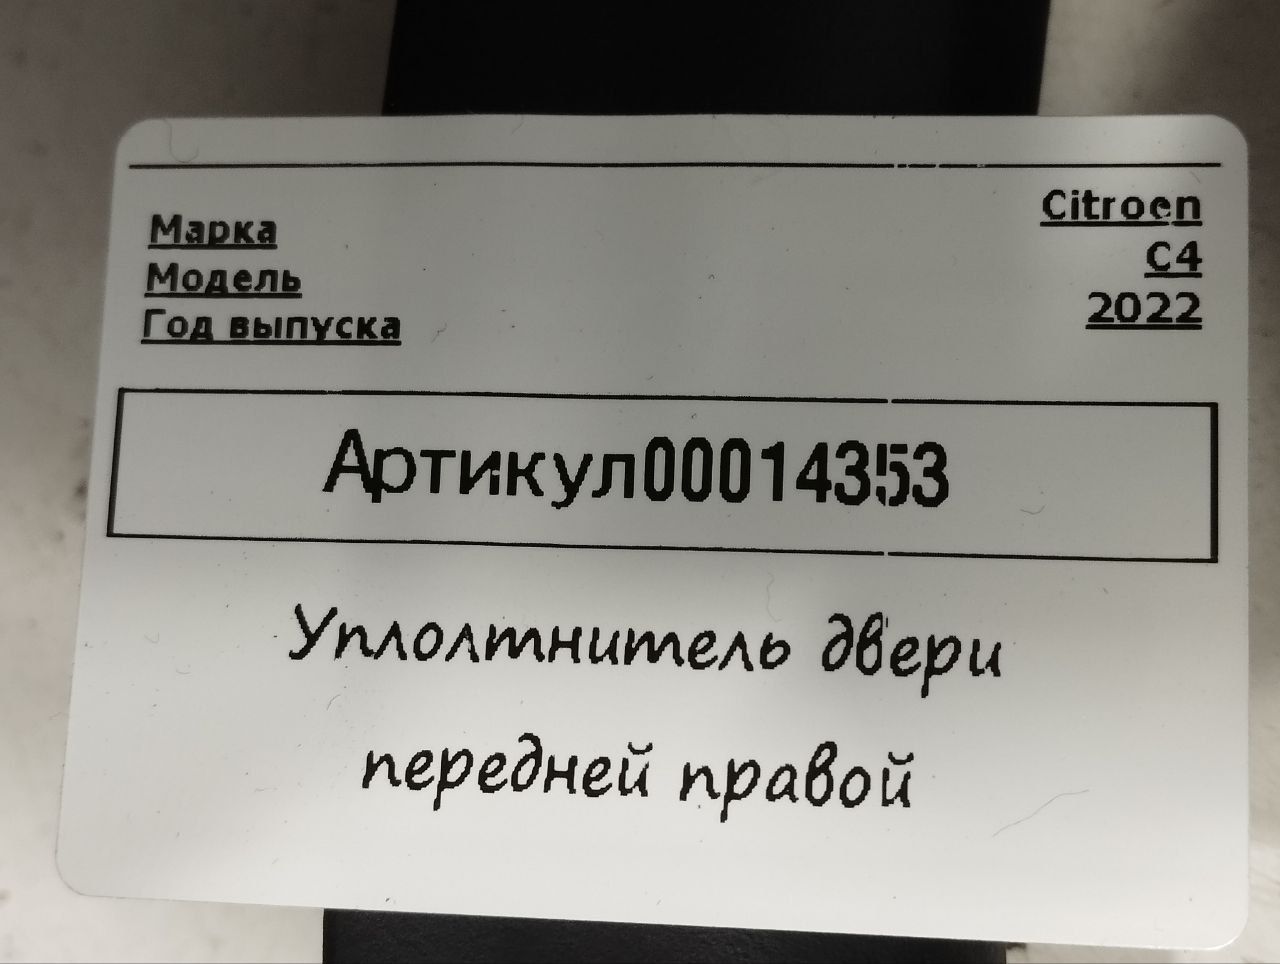 Марка Citroen
Модель C4
Год выпуска 2022
Артикул00014353
Уплолтнитель двери
передней правой